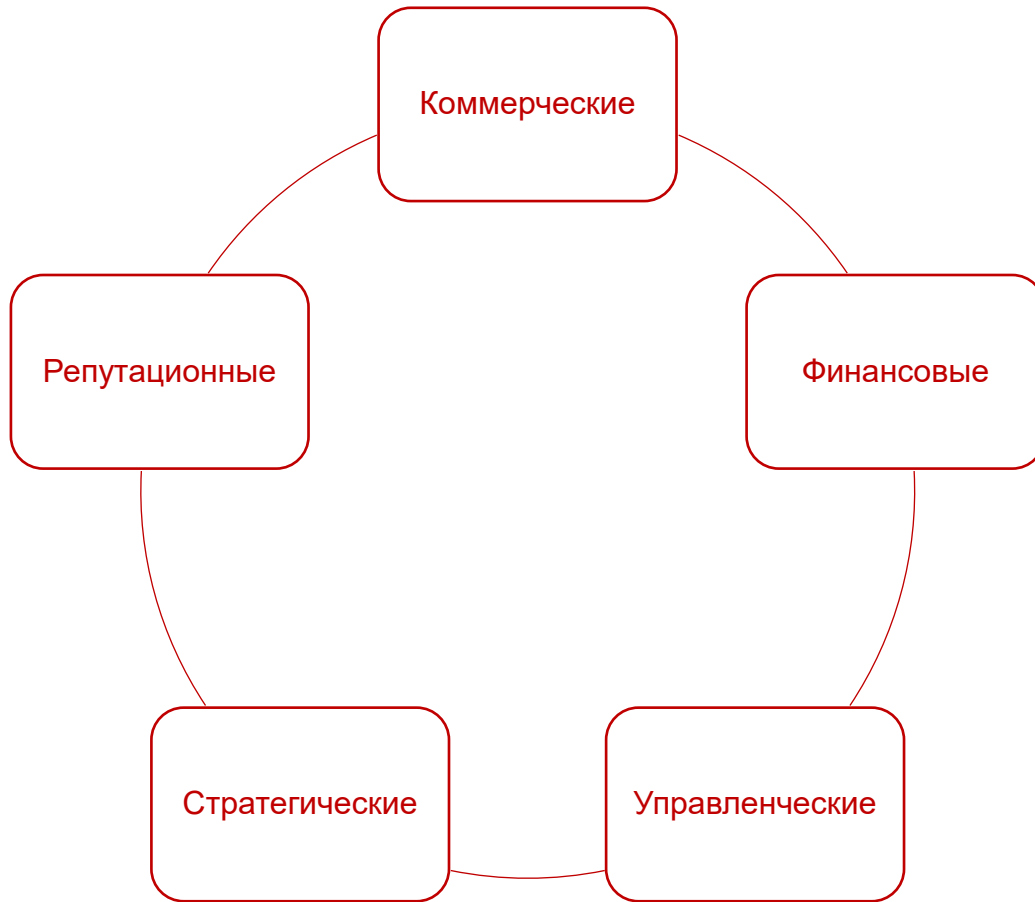 Коммерческие
Репутационные
Финансовые
Стратегические
Управленческие